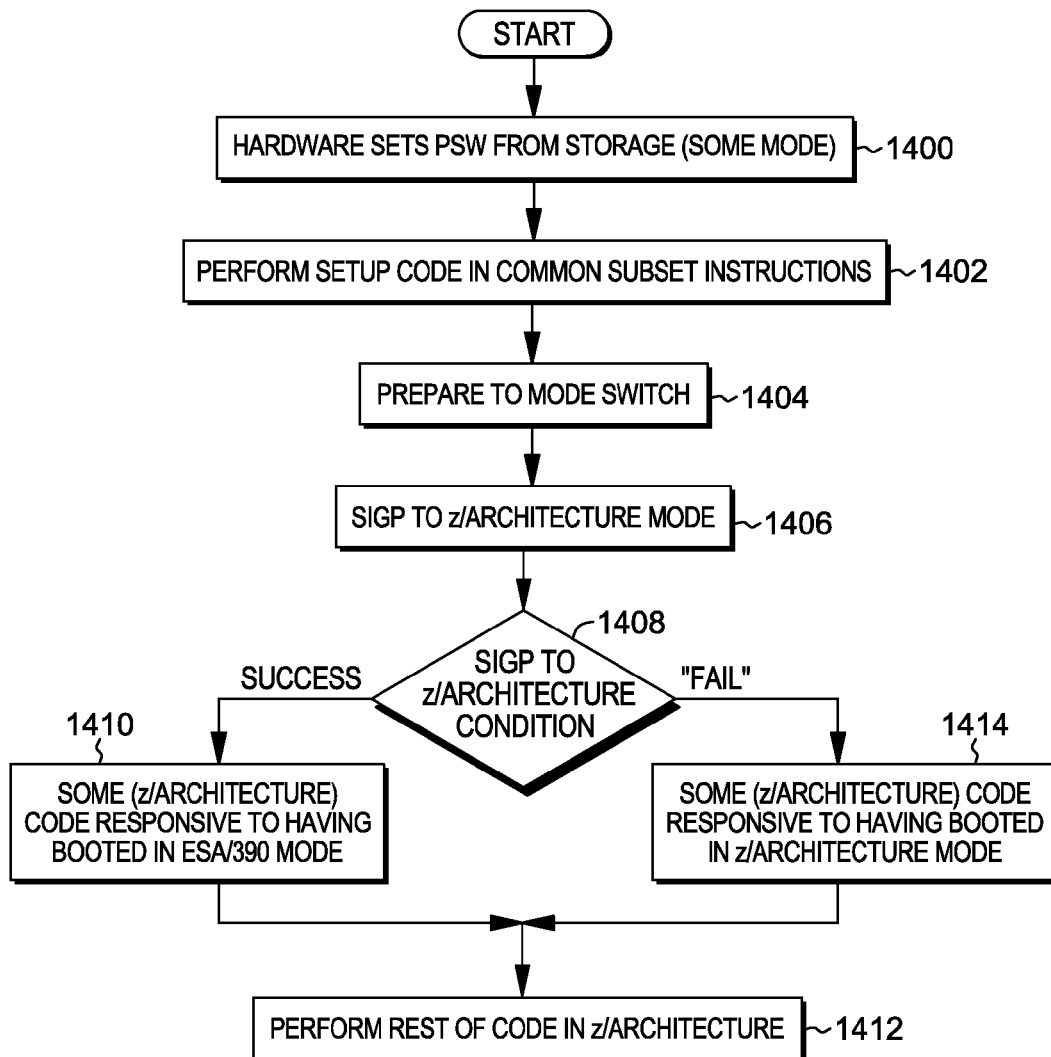 START
HARDWARE SETS PSW FROM STORAGE (SOME MODE)
1400
PERFORM SETUP CODE IN COMMON SUBSET INSTRUCTIONS
1402
PREPARE TO MODE SWITCH
1404
SIGP TO z/ARCHITECTURE MODE
1406
1408
SIGP TO
z/ARCHITECTURE
CONDITION
SUCCESS
"FAIL"
1410
SOME (z/ARCHITECTURE)
CODE RESPONSIVE TO HAVING
BOOTED IN ESA/390 MODE
1414
SOME (z/ARCHITECTURE) CODE
RESPONSIVE TO HAVING BOOTED
IN z/ARCHITECTURE MODE
PERFORM REST OF CODE IN z/ARCHITECTURE
1412